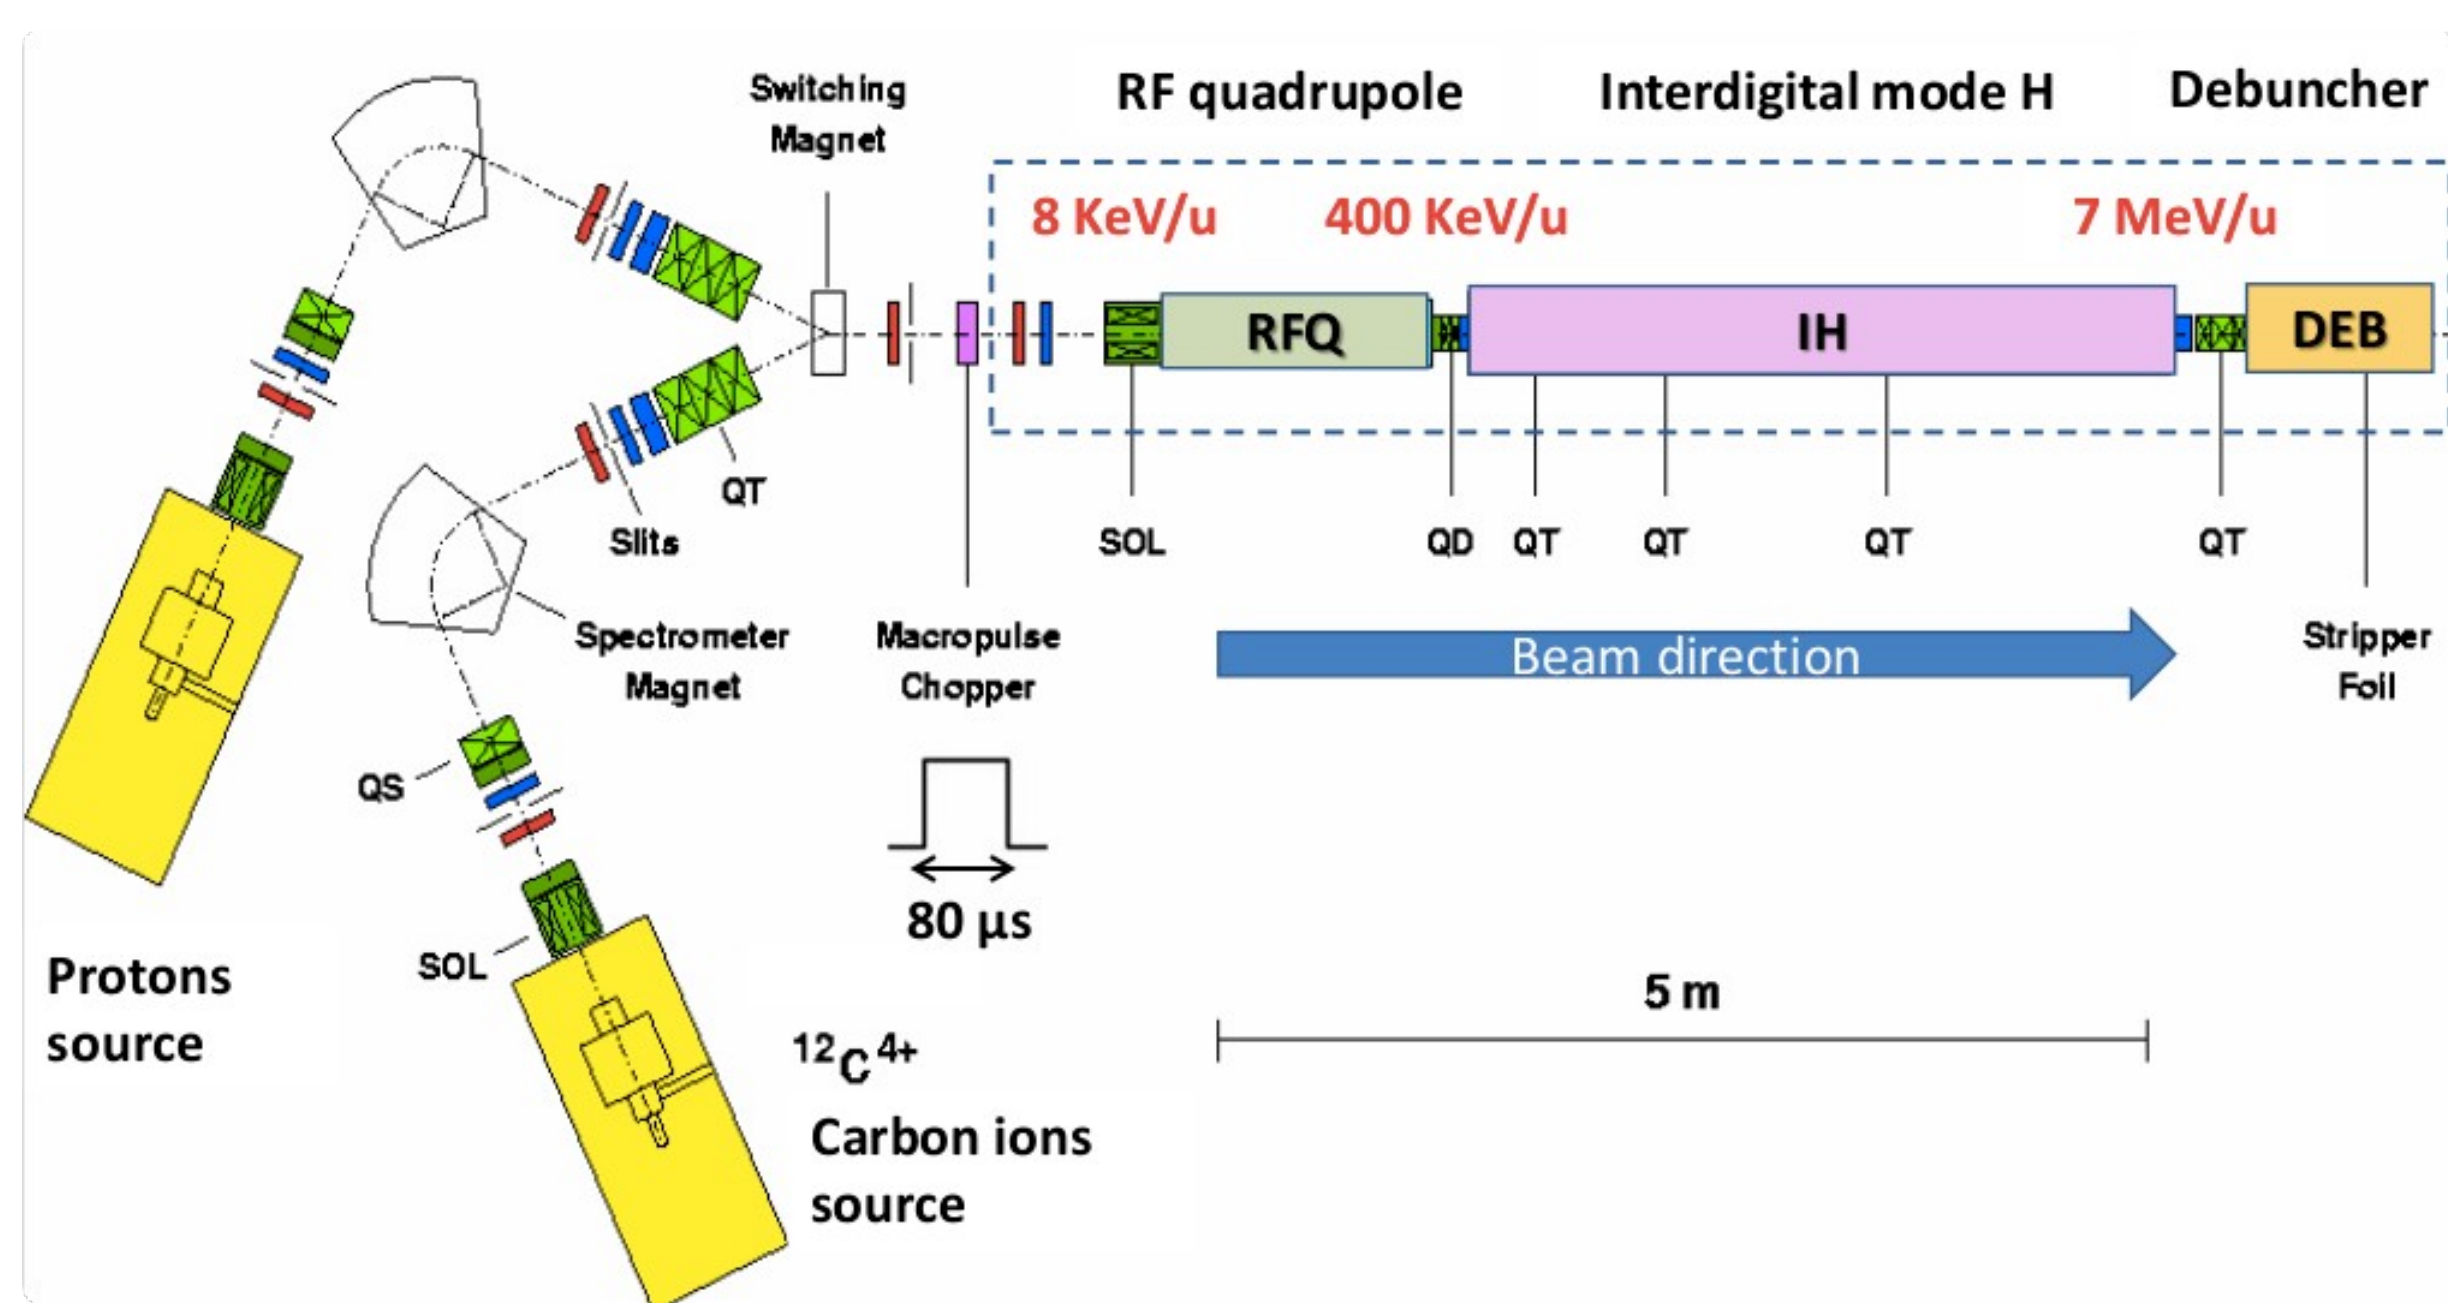 Switching
Magnet
RF quadrupole
Interdigital mode H
Debuncher
8 KeV/u
400 KeV/u
7 MeV/u
RFQ
IH
DEB
QT
Slits
SOL
QD
QT
QT
QT
QT
Spectrometer
Magnet
Macropulse
Chopper
Beam direction
Stripper
Foil
QS
80 µs
SOL
Protons
source
5 m
¹²C⁴⁺
Carbon ions
source